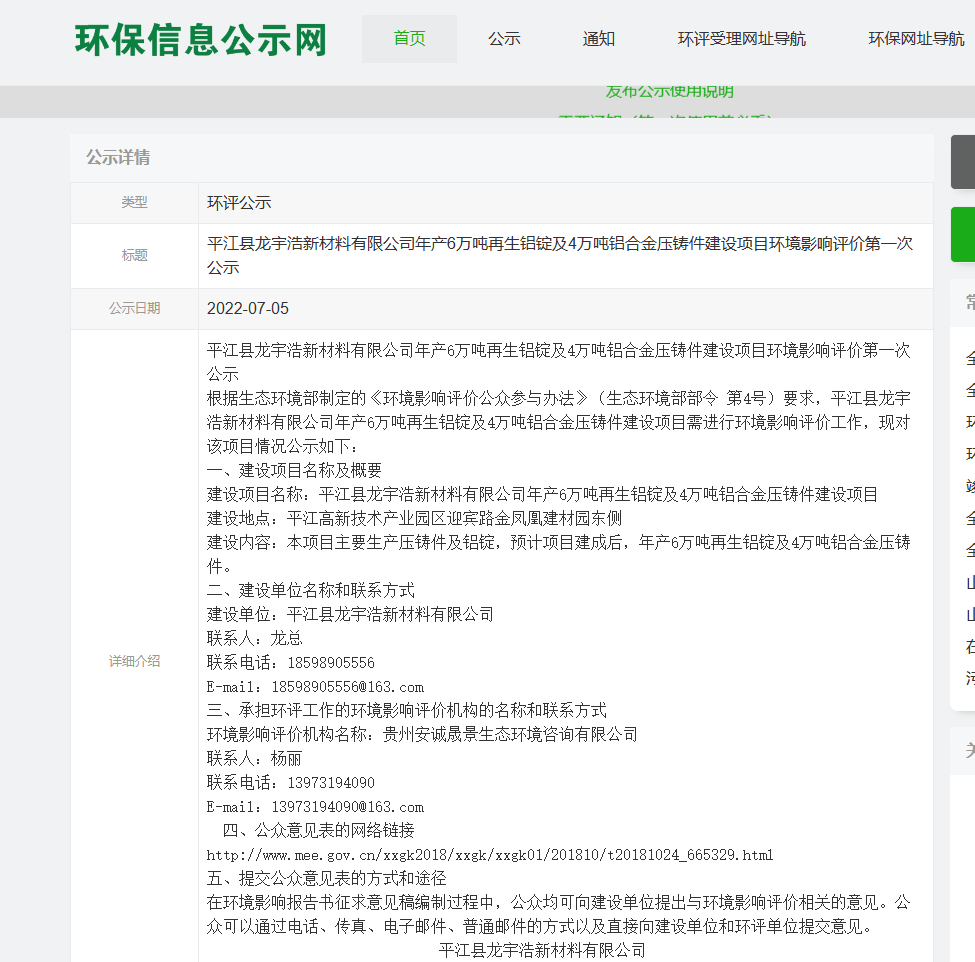 环保信息公示网
首页 公示 通知 环评受理网址导航 环保网址导航
发布公示使用说明
公示详情
类型 环评公示
标题 平江县龙宇浩新材料有限公司年产6万吨再生铝锭及4万吨铝合金压铸件建设项目环境影响评价第一次
公示
公示日期 2022-07-05
详细介绍
平江县龙宇浩新材料有限公司年产6万吨再生铝锭及4万吨铝合金压铸件建设项目环境影响评价第一次
公示
根据生态环境部制定的《环境影响评价公众参与办法》（生态环境部部令 第4号）要求，平江县龙宇
浩新材料有限公司年产6万吨再生铝锭及4万吨铝合金压铸件建设项目需进行环境影响评价工作，现对
该项目情况公示如下：
一、建设项目名称及概要
建设项目名称：平江县龙宇浩新材料有限公司年产6万吨再生铝锭及4万吨铝合金压铸件建设项目
建设地点：平江高新技术产业园区迎宾路金凤凰建材园东侧
建设内容：本项目主要生产压铸件及铝锭，预计项目建成后，年产6万吨再生铝锭及4万吨铝合金压铸
件。
二、建设单位名称和联系方式
建设单位：平江县龙宇浩新材料有限公司
联系人：龙总
联系电话：18598905556
E-mail：18598905556@163.com
三、承担环评工作的环境影响评价机构的名称和联系方式
环境影响评价机构名称：贵州安诚晟景生态环境咨询有限公司
联系人：杨丽
联系电话：13973194090
E-mail：13973194090@163.com
四、公众意见表的网络链接
http://www.mee.gov.cn/xxgk2018/xxgk/xxgk01/201810/t20181024_665329.html
五、提交公众意见表的方式和途径
在环境影响报告书征求意见稿编制过程中，公众均可向建设单位提出与环境影响评价相关的意见。公
众可以通过电话、传真、电子邮件、普通邮件的方式以及直接向建设单位和环评单位提交意见。
平江县龙宇浩新材料有限公司